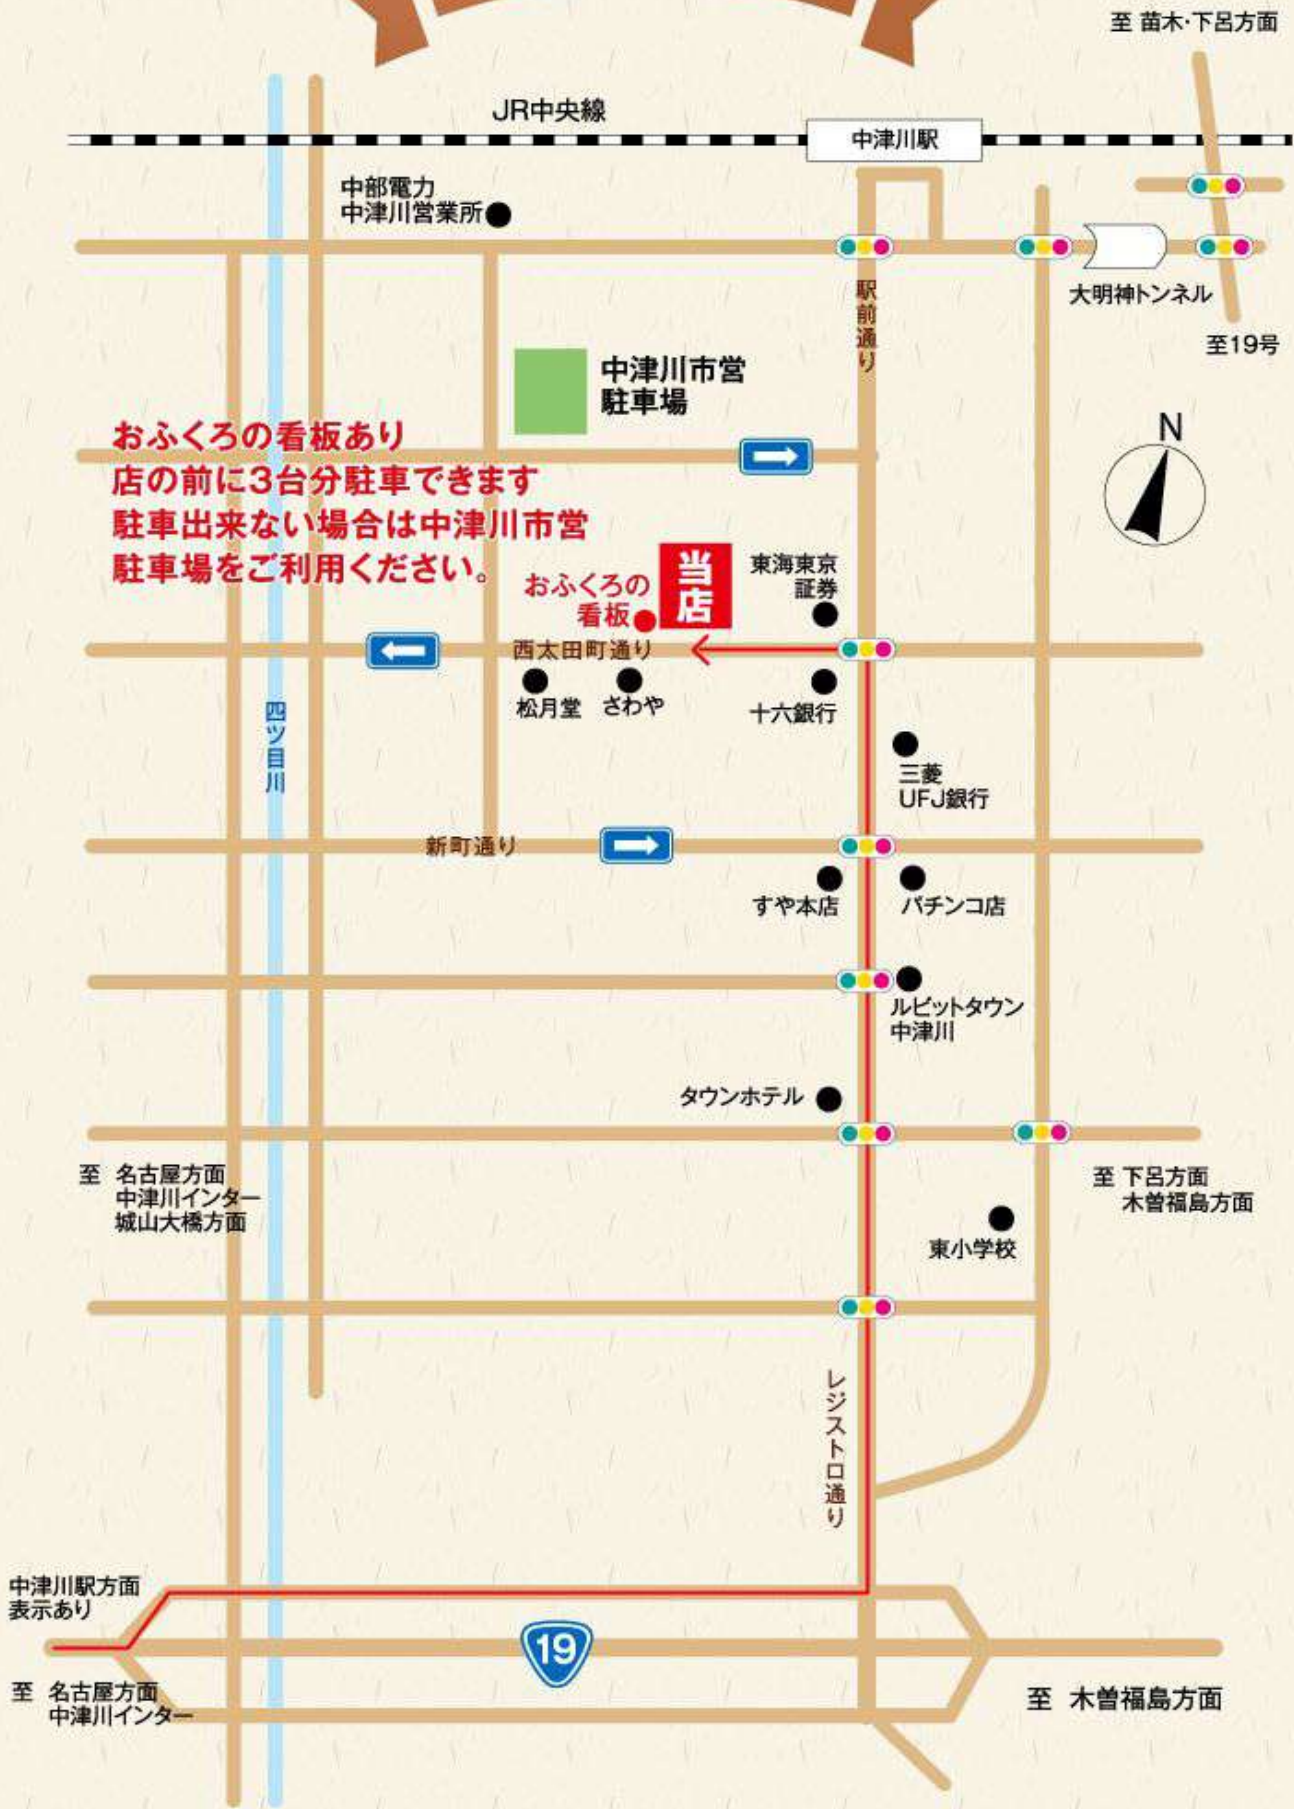 至 苗木・下呂方面
JR中央線
中津川駅
中部電力
中津川営業所
駅前通り
大明神トンネル
至19号
中津川市営
駐車場
N
おふくろの看板あり
店の前に3台分駐車できます
駐車出来ない場合は中津川市営
駐車場をご利用ください。
おふくろの
看板
当店
東海東京
証券
西太田町通り
松月堂
さわや
十六銀行
四ツ目川
三菱
UFJ銀行
新町通り
すや本店
パチンコ店
ルビットタウン
中津川
タウンホテル
至 名古屋方面
中津川インター
城山大橋方面
至 下呂方面
木曽福島方面
東小学校
レジストロ通り
中津川駅方面
表示あり
19
至 名古屋方面
中津川インター
至 木曽福島方面